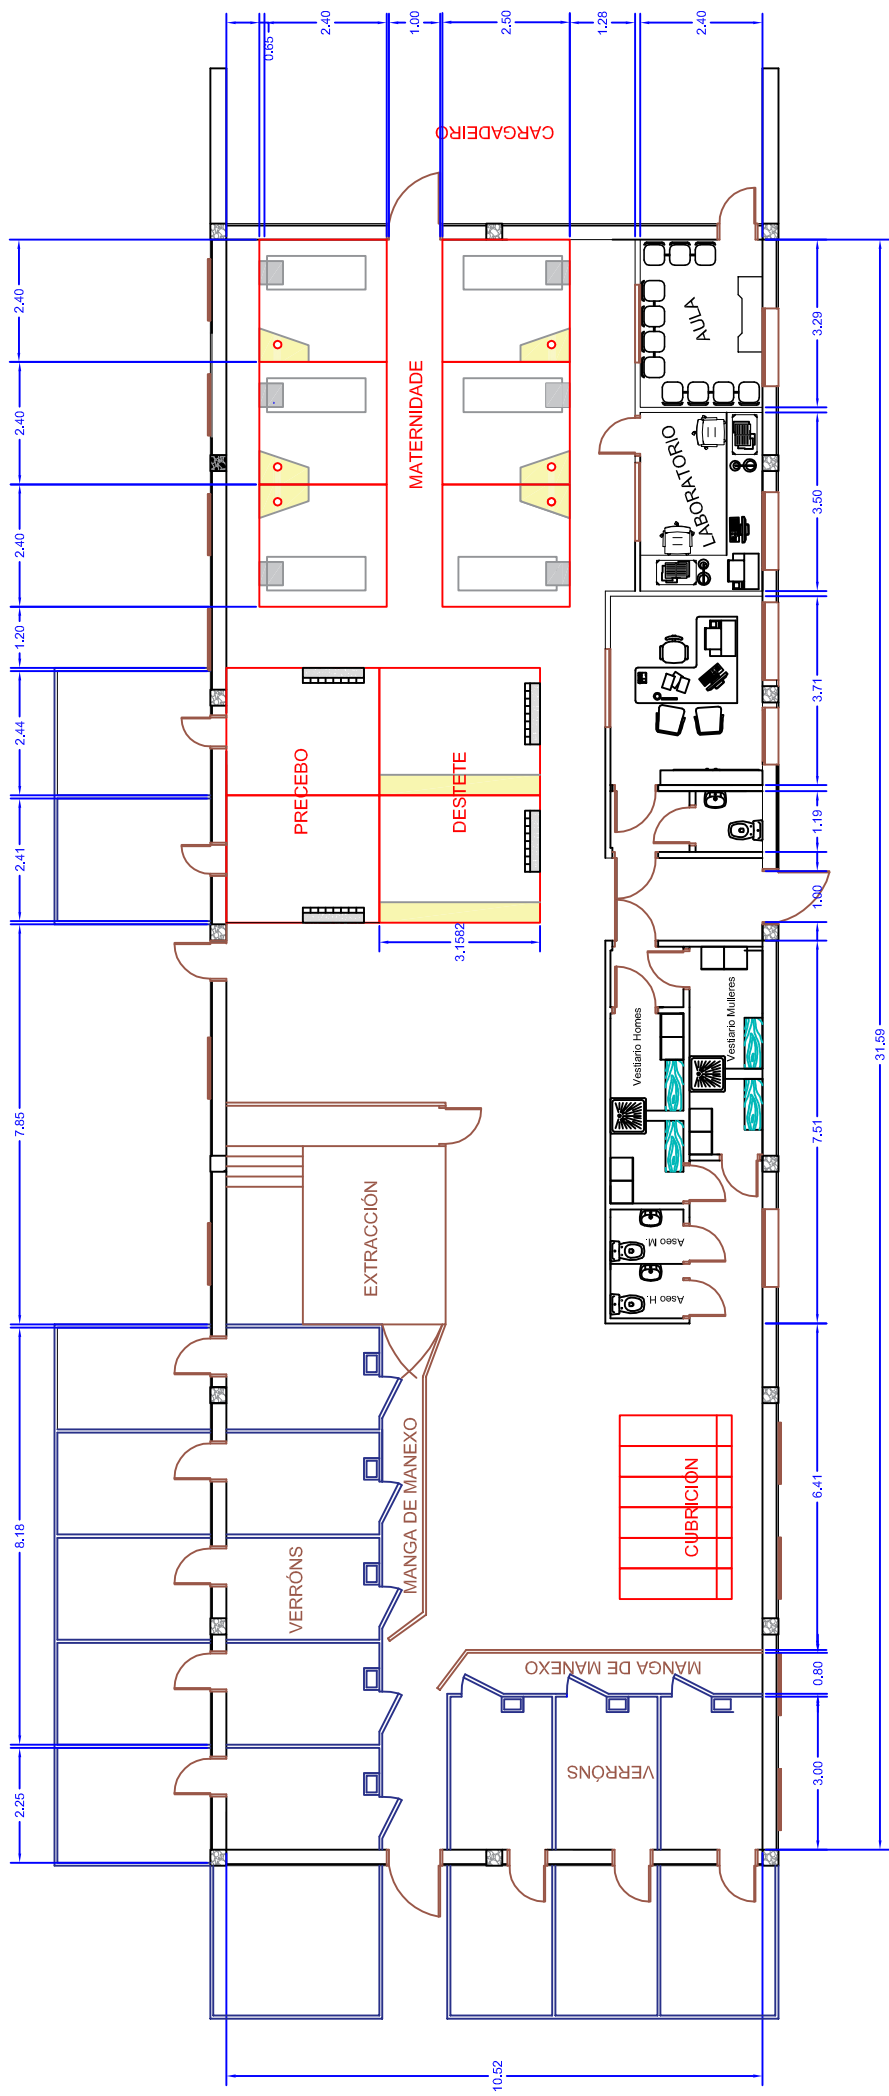 0.65
2.40
1.00
2.50
1.28
2.40
CARGADEIRO
2.40
2.40
2.40
1.20
2.44
2.41
7.85
8.18
2.25
MATERNIDADE
AULA
LABORATORIO
PRECEBO
DESTETE
3.1582
3.29
3.50
3.71
1.19
1.00
7.51
6.41
0.80
3.00
31.59
Vestiario Homes
Vestiario Mulleres
Aseo M.
Aseo H.
EXTRACCIÓN
MANGA DE MANEXO
VERRÓNS
CUBRICION
MANGA DE MANEXO
VERRÓNS
10.52